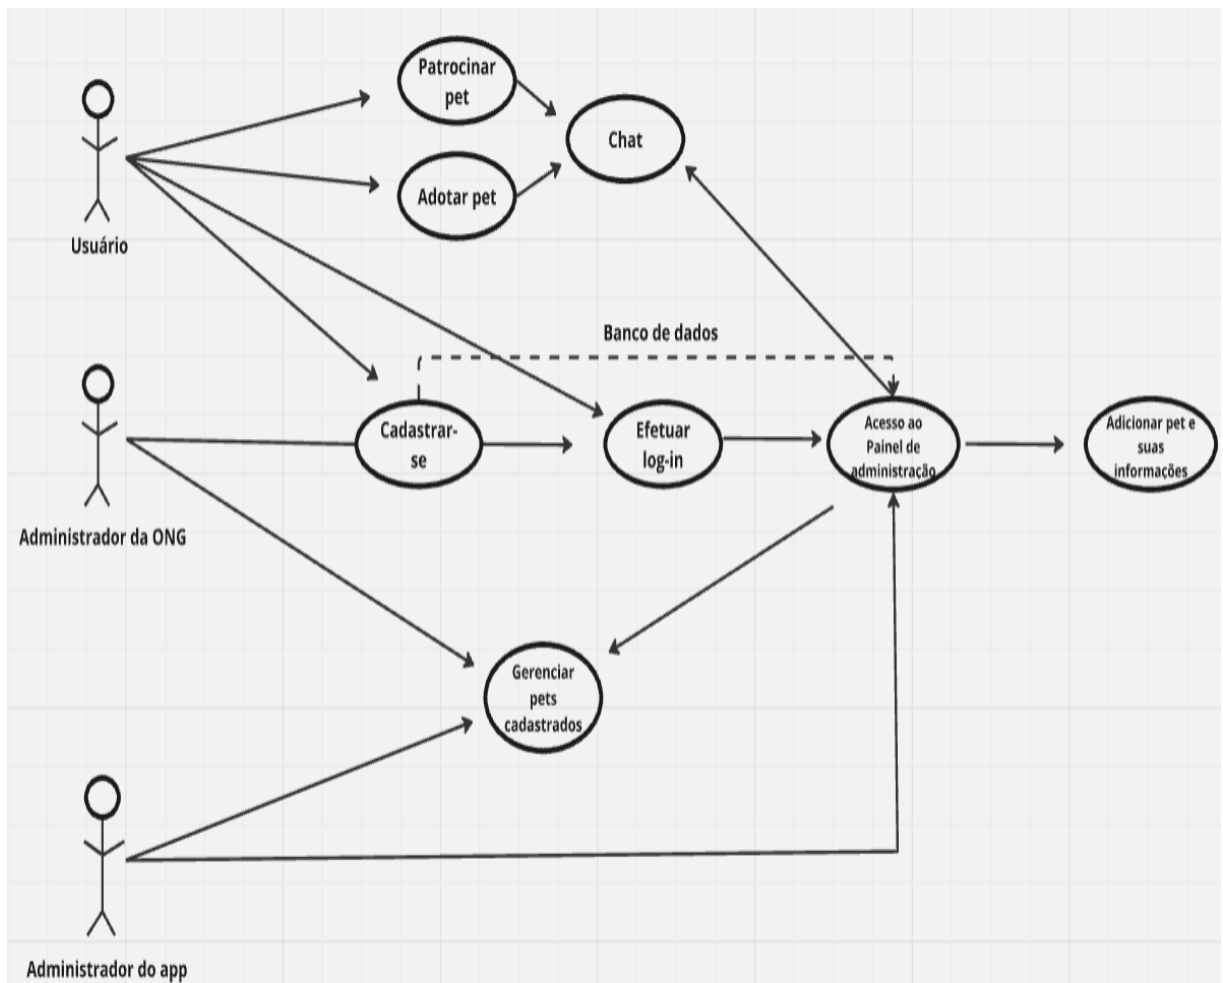 Patrocinar
pet
Chat
Adotar pet
Usuário
Banco de dados
Cadastrar-
se
Efetuar
log-in
Acesso ao
Painel de
administração
Adicionar pet e
suas
informações
Administrador da ONG
Gerenciar
pets
cadastrados
Administrador do app